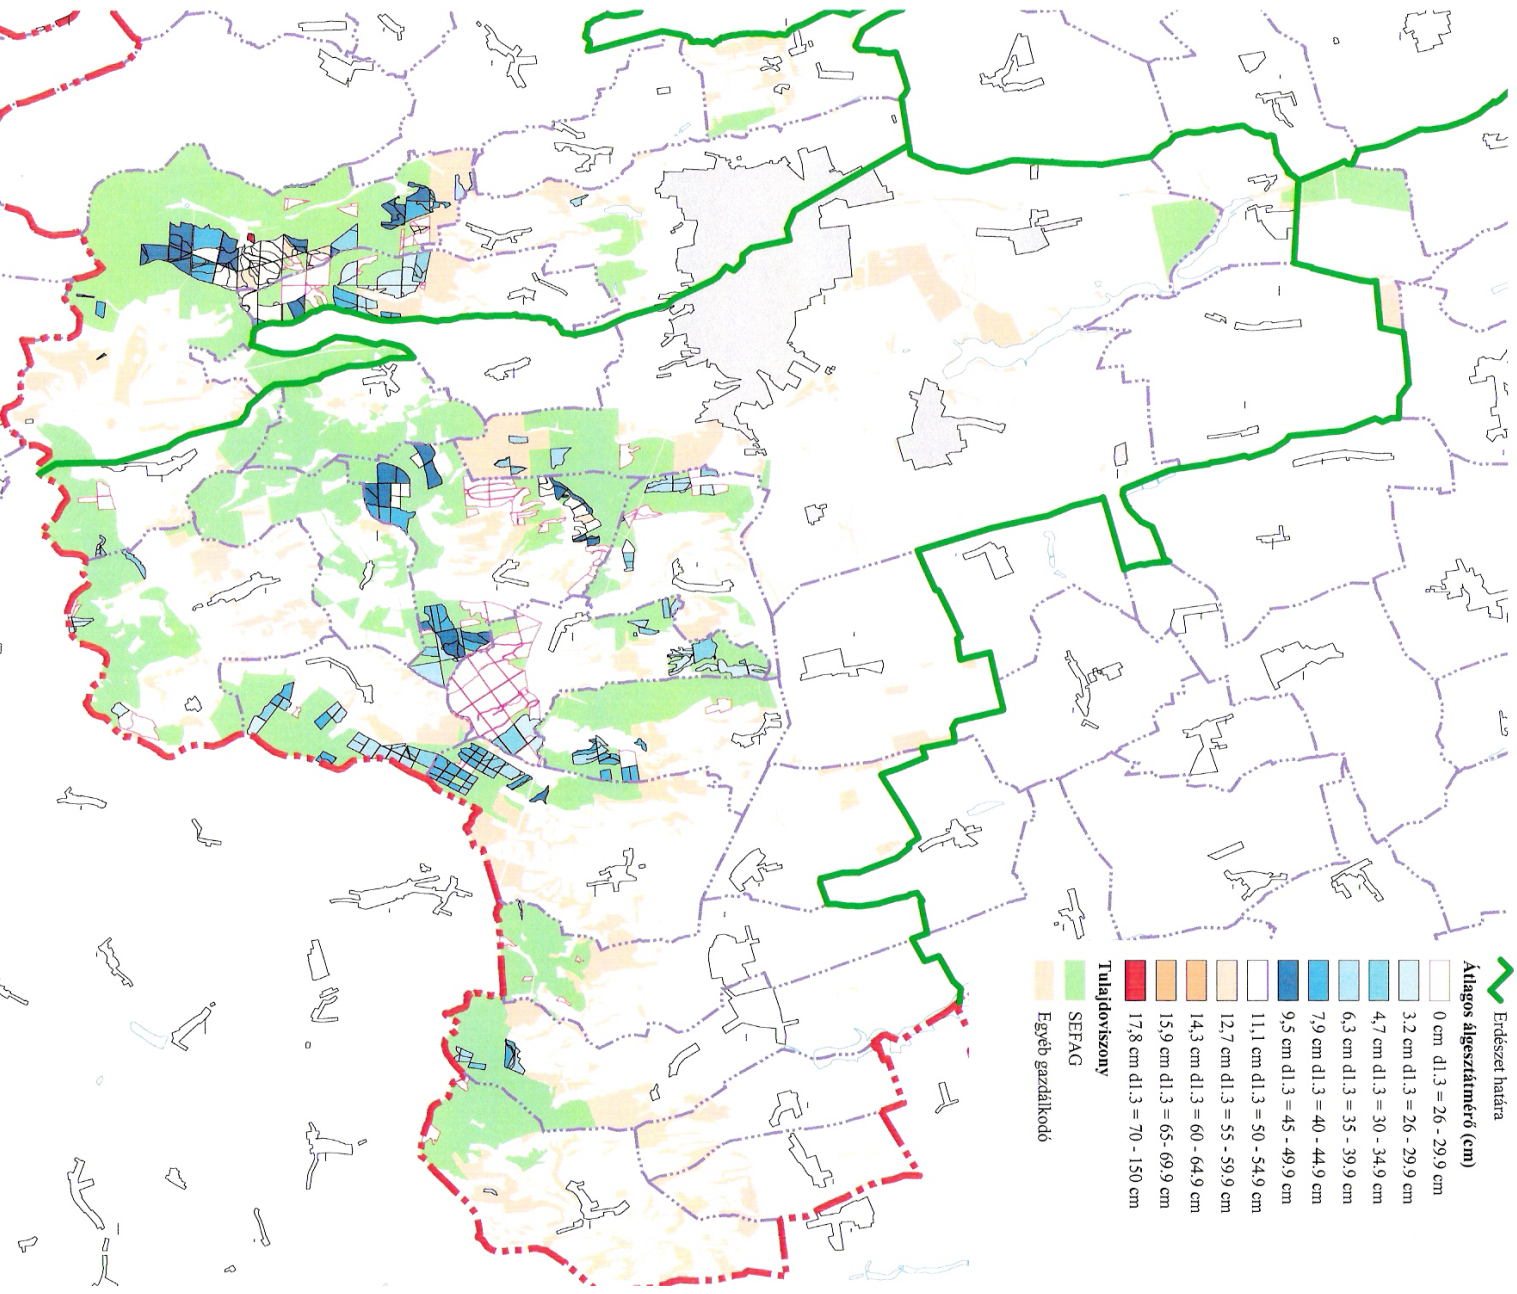 Erdészet határa
Átlagos álgesztátmérő (cm)
0 cm d1.3 = 26 - 29.9 cm
3.2 cm d1.3 = 26 - 29.9 cm
4,7 cm d1.3 = 30 - 34.9 cm
6,3 cm d1.3 = 35 - 39.9 cm
7,9 cm d1.3 = 40 - 44.9 cm
9,5 cm d1.3 = 45 - 49.9 cm
11,1 cm d1.3 = 50 - 54.9 cm
12,7 cm d1.3 = 55 - 59.9 cm
14,3 cm d1.3 = 60 - 64.9 cm
15,9 cm d1.3 = 65 - 69.9 cm
17,8 cm d1.3 = 70 - 150 cm
Tulajdoviszony
SEFAG
Egyéb gazdálkodó